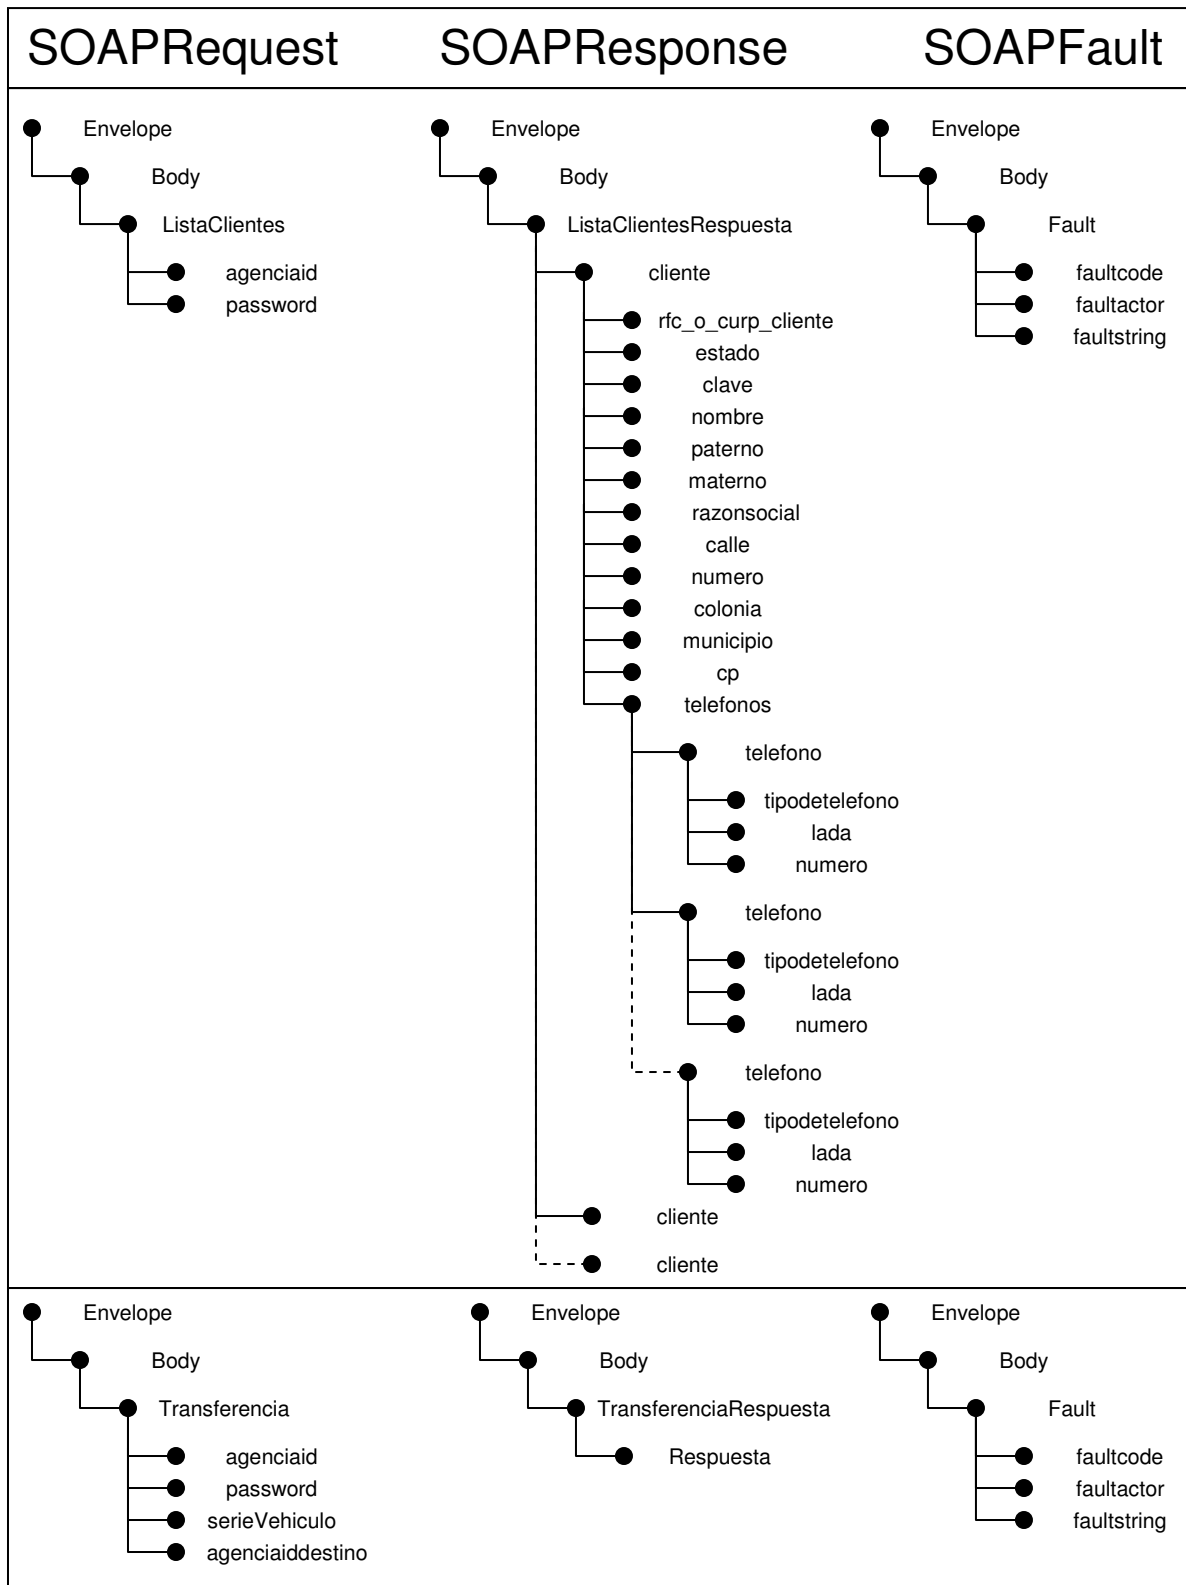 SOAPRequest SOAPResponse SOAPFault
Envelope Envelope Envelope
Body Body Body
ListaClientes ListaClientesRespuesta Fault
agenciaid cliente faultcode
password faultactor
rfc_o_curp_cliente
faultstring
estado
clave
nombre
paterno
materno
razonsocial
calle
numero
colonia
municipio
cp
telefonos
telefono
tipodetelefono
lada
numero
telefono
tipodetelefono
lada
numero
telefono
tipodetelefono
lada
numero
cliente
cliente
Envelope Envelope Envelope
Body Body Body
Transferencia TransferenciaRespuesta Fault
agenciaid Respuesta faultcode
password faultactor
serieVehiculo faultstring
agenciaiddestino